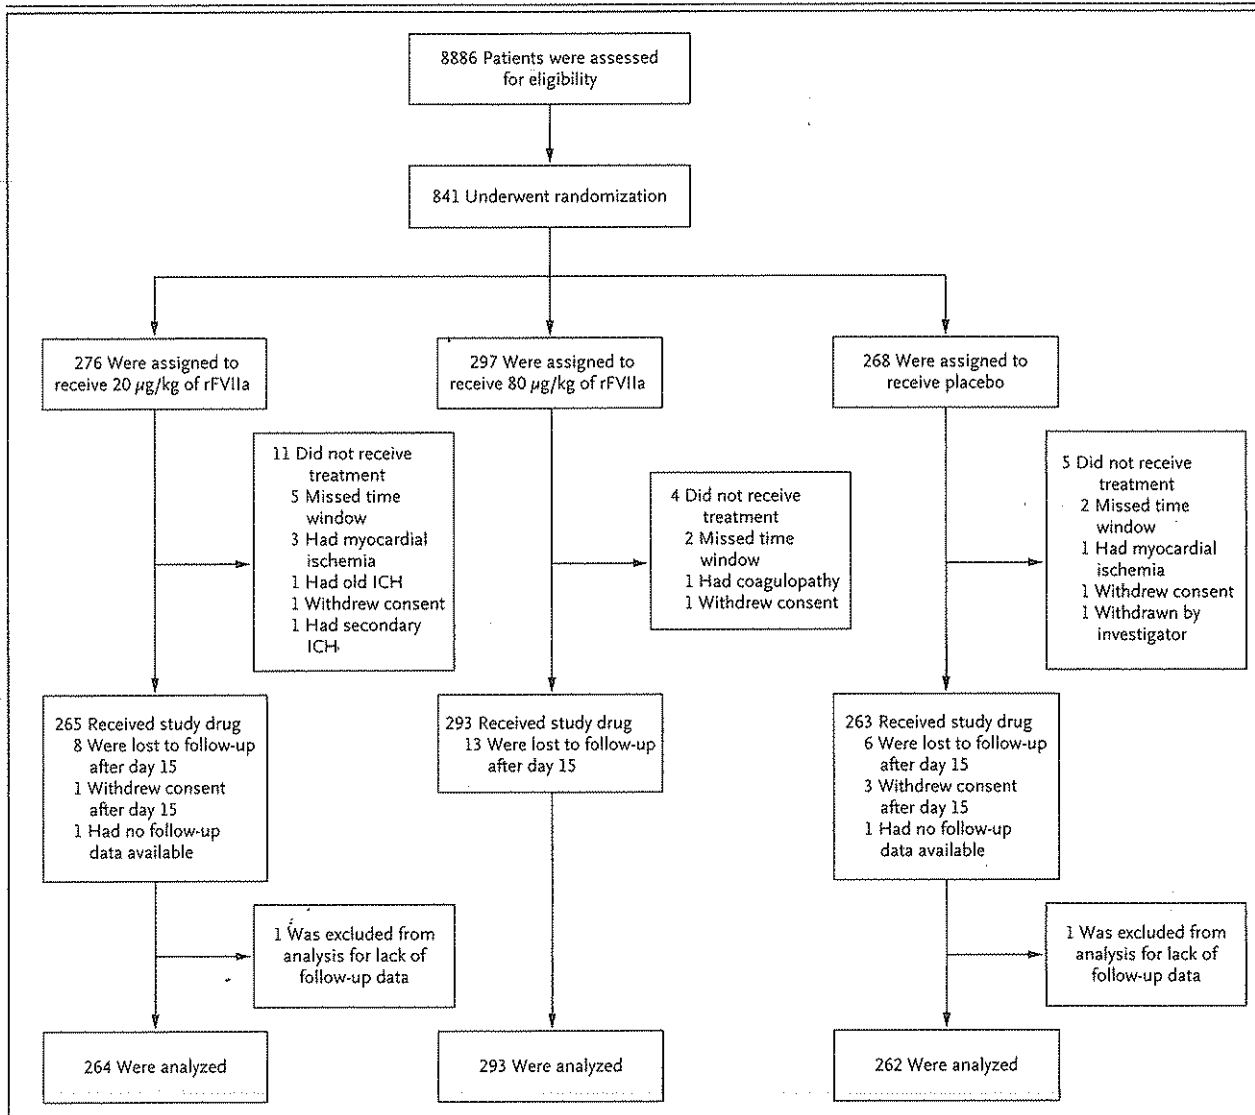 8886 Patients were assessed
for eligibility
841 Underwent randomization
276 Were assigned to
receive 20 µg/kg of rFVIIa
297 Were assigned to
receive 80 µg/kg of rFVIIa
268 Were assigned to
receive placebo
11 Did not receive
treatment
5 Missed time
window
3 Had myocardial
ischemia
1 Had old ICH
1 Withdrew consent
1 Had secondary
ICH
4 Did not receive
treatment
2 Missed time
window
1 Had coagulopathy
1 Withdrew consent
5 Did not receive
treatment
2 Missed time
window
1 Had myocardial
ischemia
1 Withdrew consent
1 Withdrawn by
investigator
265 Received study drug
8 Were lost to follow-up
after day 15
1 Withdrew consent
after day 15
1 Had no follow-up
data available
293 Received study drug
13 Were lost to follow-up
after day 15
263 Received study drug
6 Were lost to follow-up
after day 15
3 Withdrew consent
after day 15
1 Had no follow-up
data available
1 Was excluded from
analysis for lack of
follow-up data
1 Was excluded from
analysis for lack of
follow-up data
264 Were analyzed
293 Were analyzed
262 Were analyzed